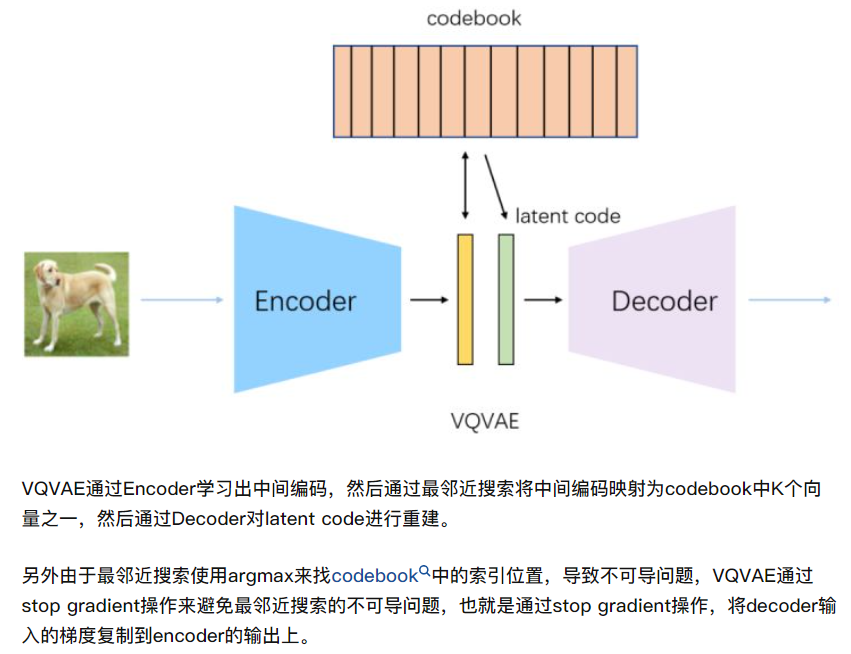 codebook
latent code
Encoder
Decoder
VQVAE
VQVAE通过Encoder学习出中间编码，然后通过最邻近搜索将中间编码映射为codebook中K个向
量之一，然后通过Decoder对latent code进行重建。
另外由于最邻近搜索使用argmax来找codebook中的索引位置，导致不可导问题，VQVAE通过
stop gradient操作来避免最邻近搜索的不可导问题，也就是通过stop gradient操作，将decoder输
入的梯度复制到encoder的输出上。